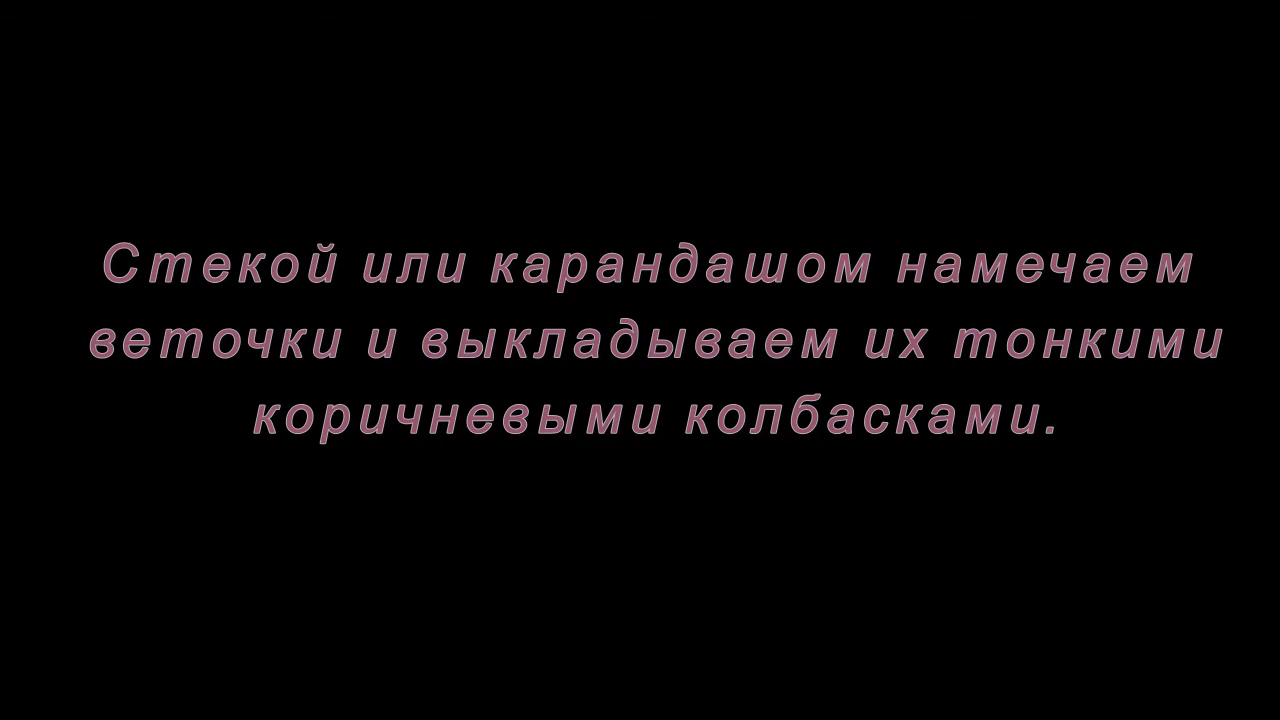 Стекой или карандашом намечаем
веточки и выкладываем их тонкими
коричневыми колбасками.